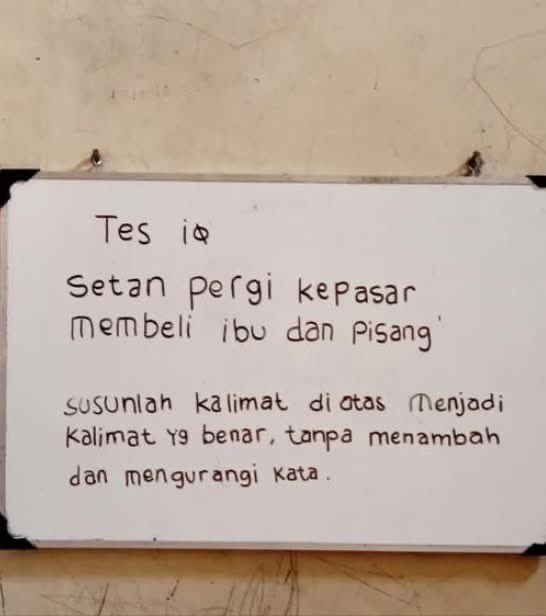 Tes iQ
Setan pergi kepasar
membeli ibu dan pisang'
susunlah kalimat di atas menjadi
kalimat yg benar, tanpa menambah
dan mengurangi kata.